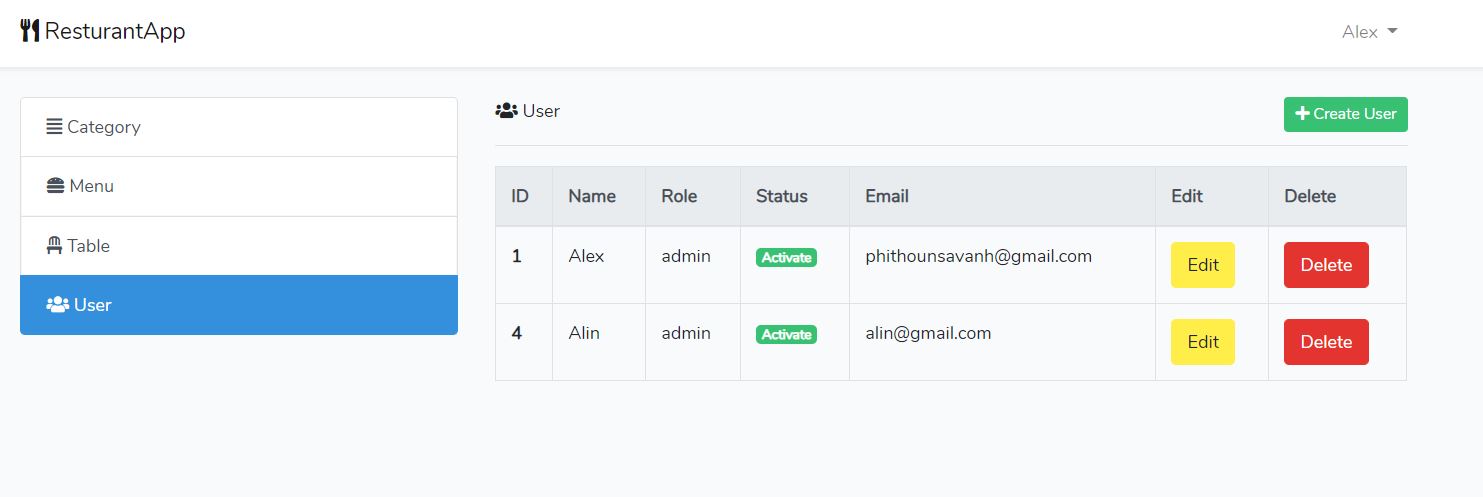 ResturantApp
Alex
Category
Menu
Table
User
User
Create User
ID Name Role Status Email Edit Delete
1 Alex admin Activate phithounsavanh@gmail.com Edit Delete
4 Alin admin Activate alin@gmail.com Edit Delete